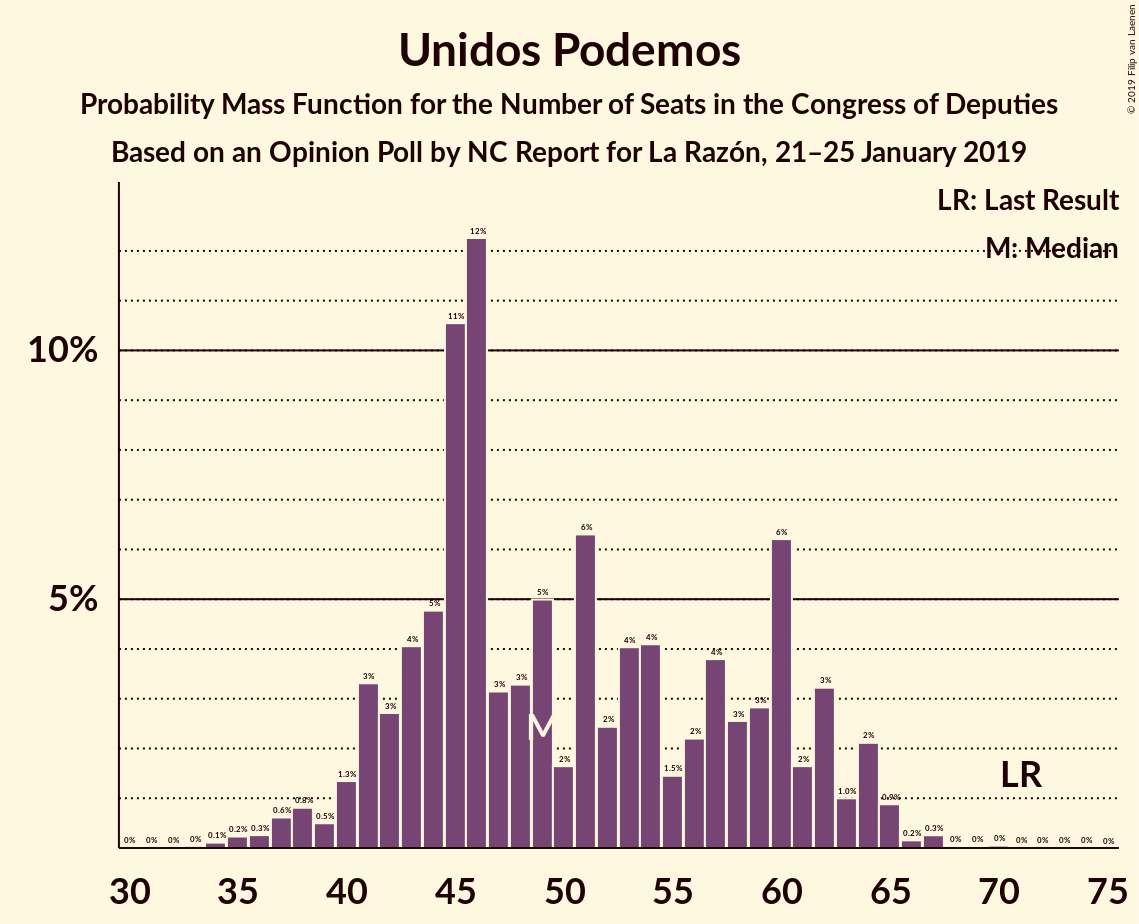 Unidos Podemos
Probability Mass Function for the Number of Seats in the Congress of Deputies
Based on an Opinion Poll by NC Report for La Razón, 21–25 January 2019
© 2019 Filip van Laenen
LR: Last Result
M: Median
10%
5%
0% 0% 0% 0% 0.1% 0.2% 0.3% 0.6% 0.8% 0.5% 1.3% 3% 3% 4% 5% 11% 12% 3% 3% 5% 2% 6% 2% 4% 4% 1.5% 2% 4% 3% 3% 6% 2% 3% 1.0% 2% 0.9% 0.2% 0.3% 0% 0% 0% 0% 0% 0% 0% 0%
M
LR
30 35 40 45 50 55 60 65 70 75